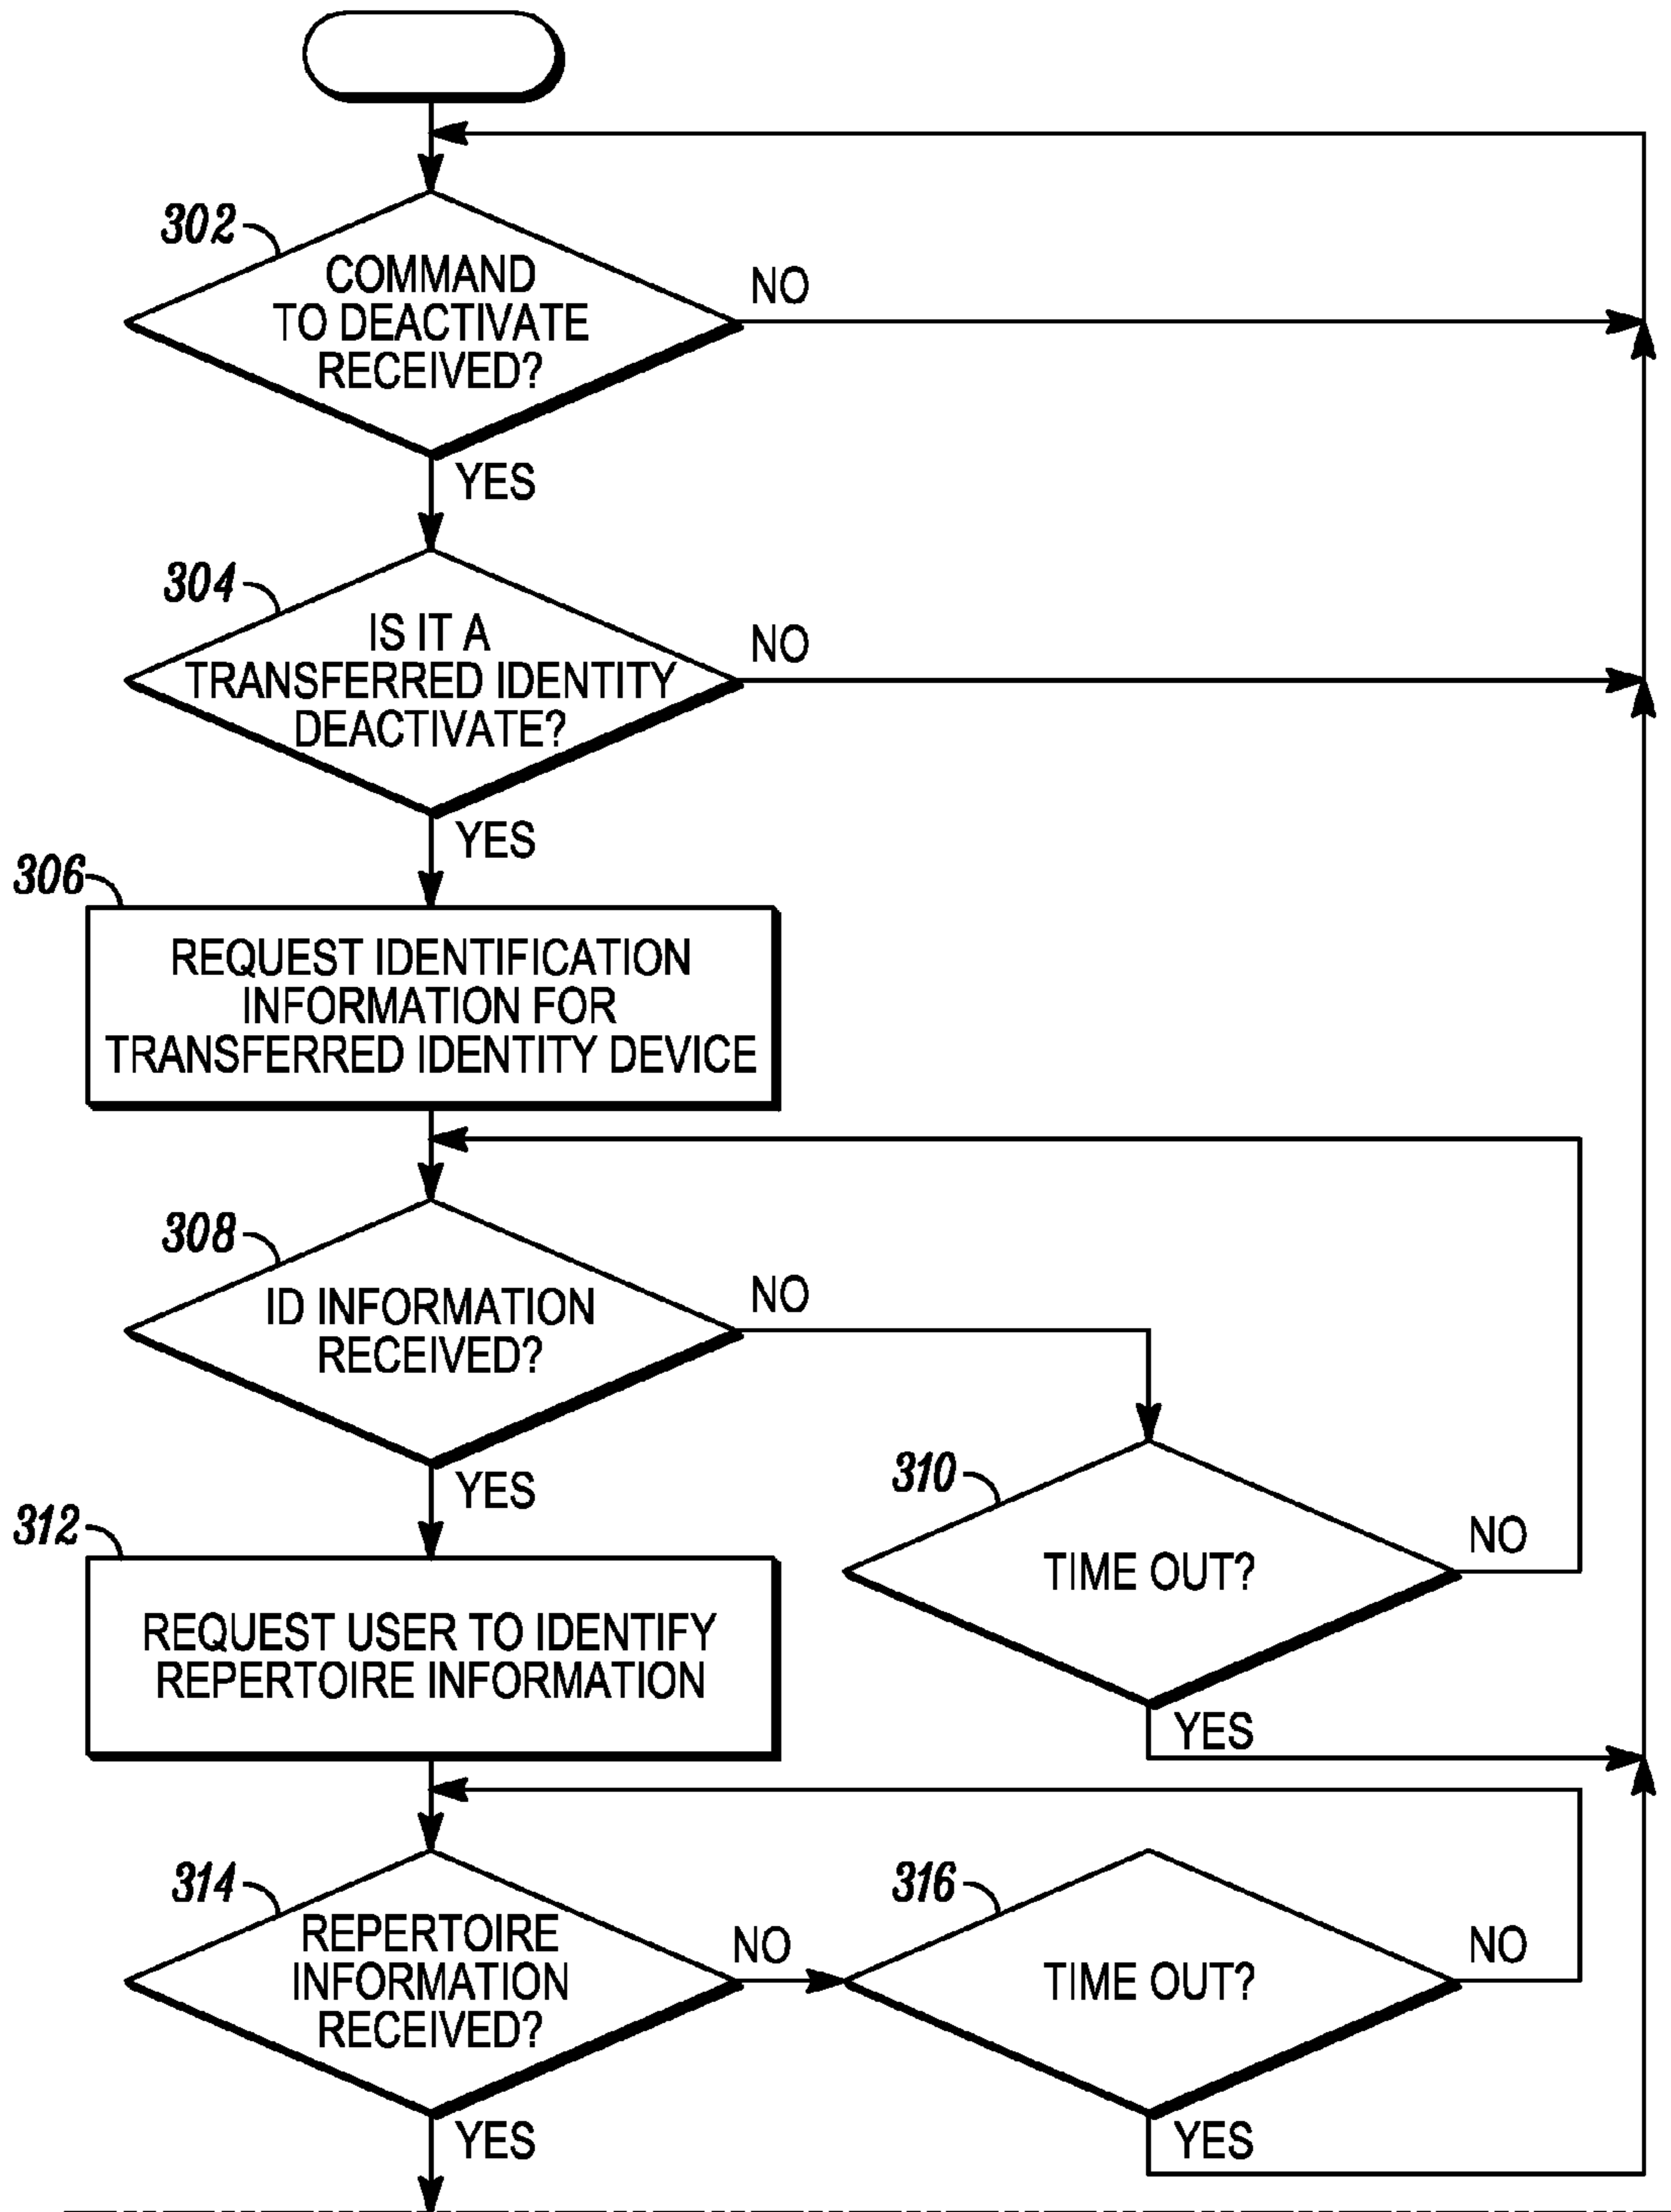 302
COMMAND
TO DEACTIVATE
RECEIVED?
NO
YES
304
IS IT A
TRANSFERRED IDENTITY
DEACTIVATE?
NO
YES
306
REQUEST IDENTIFICATION
INFORMATION FOR
TRANSFERRED IDENTITY DEVICE
308
ID INFORMATION
RECEIVED?
NO
YES
310
TIME OUT?
NO
YES
312
REQUEST USER TO IDENTIFY
REPERTOIRE INFORMATION
314
REPERTOIRE
INFORMATION
RECEIVED?
NO
YES
316
TIME OUT?
NO
YES